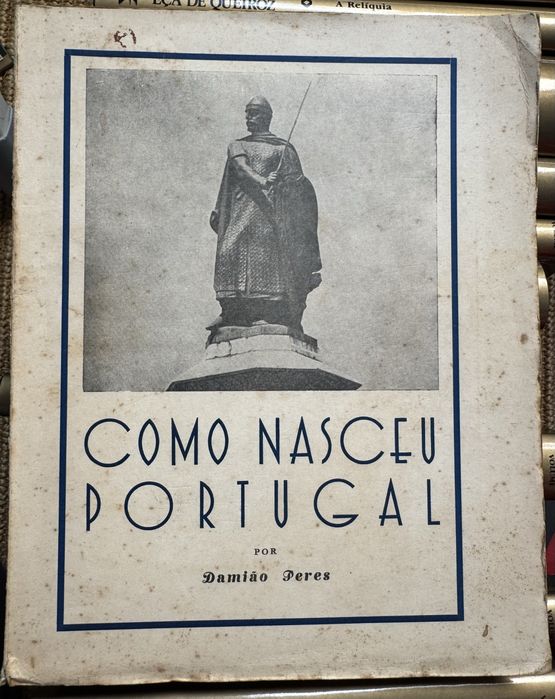 EÇA DE QUEIROZ A Relíquia
COMO NASCEU
PORTUGAL
POR
Damião Peres